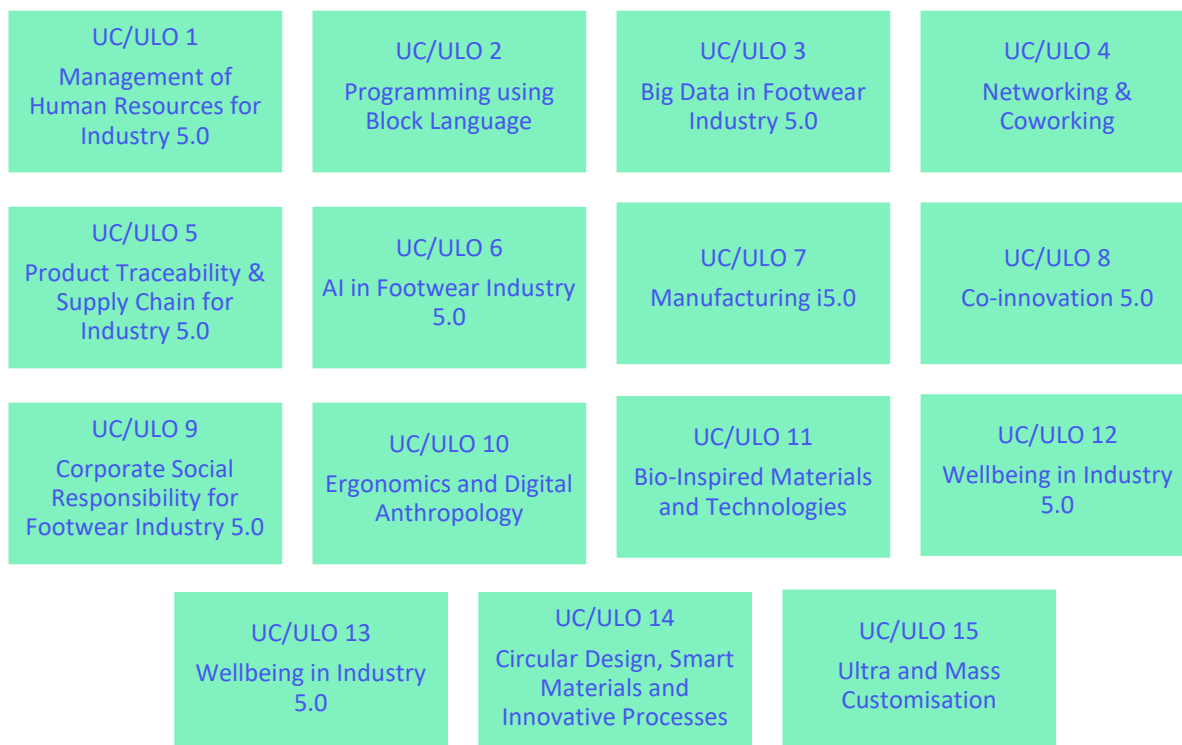 UC/ULO 1
Management of
Human Resources for
Industry 5.0
UC/ULO 2
Programming using
Block Language
UC/ULO 3
Big Data in Footwear
Industry 5.0
UC/ULO 4
Networking &
Coworking
UC/ULO 5
Product Traceability &
Supply Chain for
Industry 5.0
UC/ULO 6
AI in Footwear Industry
5.0
UC/ULO 7
Manufacturing i5.0
UC/ULO 8
Co-innovation 5.0
UC/ULO 9
Corporate Social
Responsibility for
Footwear Industry 5.0
UC/ULO 10
Ergonomics and Digital
Anthropology
UC/ULO 11
Bio-Inspired Materials
and Technologies
UC/ULO 12
Wellbeing in Industry
5.0
UC/ULO 13
Wellbeing in Industry
5.0
UC/ULO 14
Circular Design, Smart
Materials and
Innovative Processes
UC/ULO 15
Ultra and Mass
Customisation